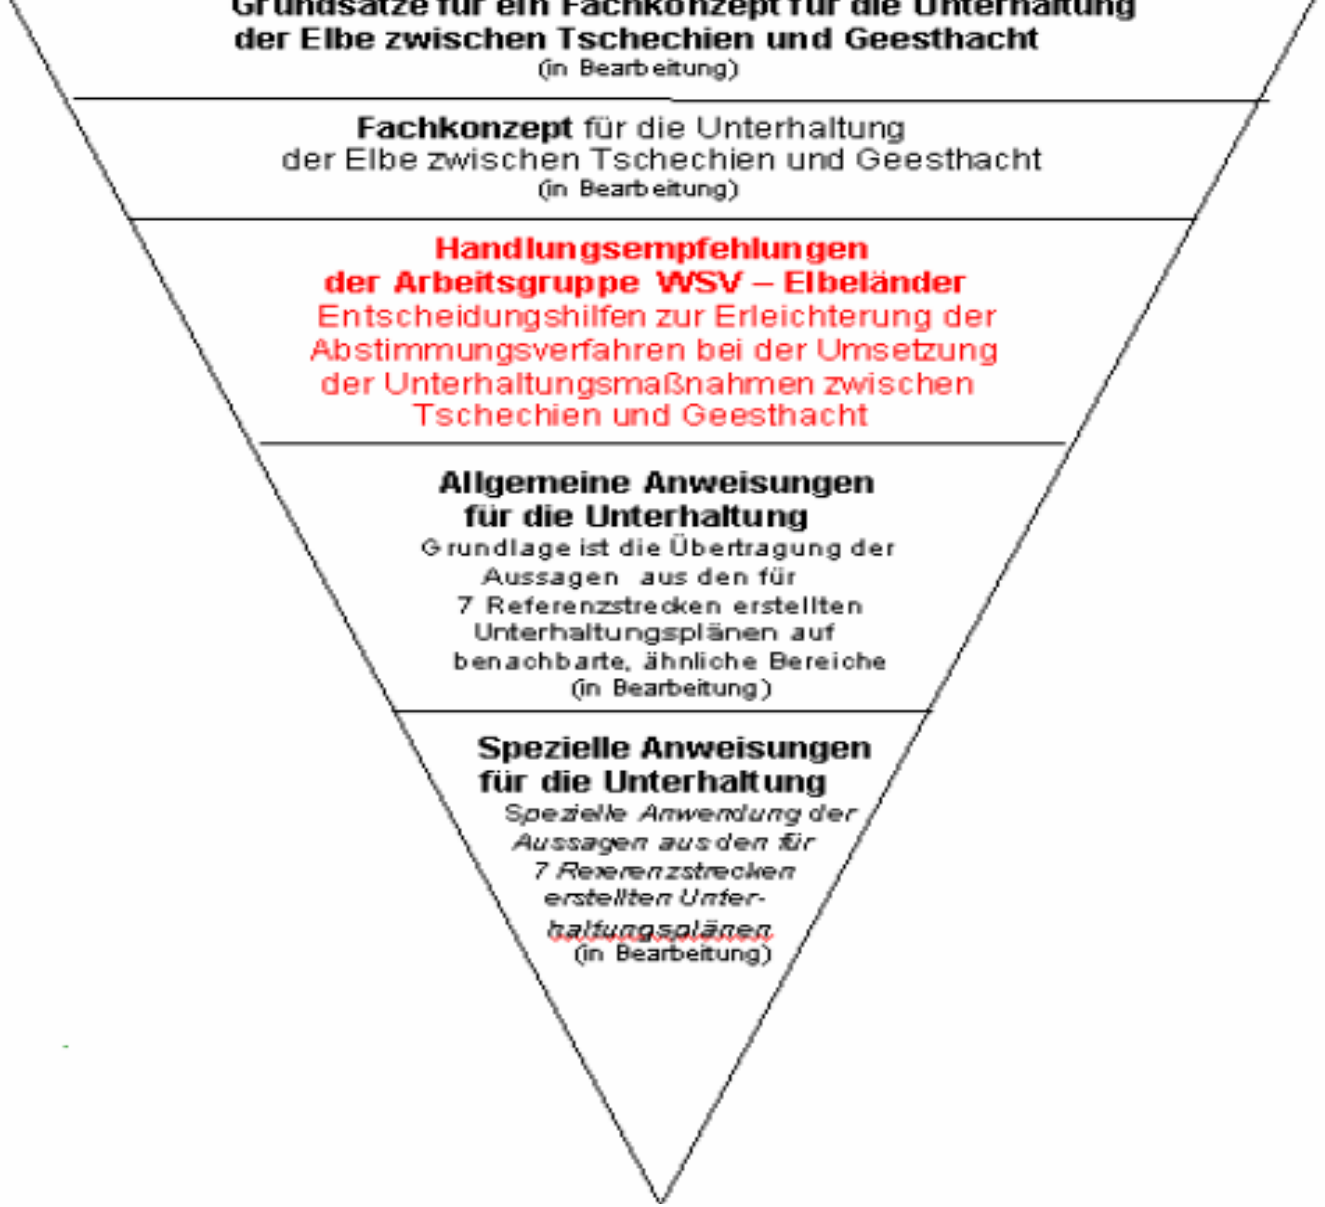 Grundsätze für ein Fachkonzept für die Unterhaltung
der Elbe zwischen Tschechien und Geesthacht
(in Bearbeitung)
Fachkonzept für die Unterhaltung
der Elbe zwischen Tschechien und Geesthacht
(in Bearbeitung)
Handlungsempfehlungen
der Arbeitsgruppe WSV – Elbeländer
Entscheidungshilfen zur Erleichterung der
Abstimmungsverfahren bei der Umsetzung
der Unterhaltungsmaßnahmen zwischen
Tschechien und Geesthacht
Allgemeine Anweisungen
für die Unterhaltung
Grundlage ist die Übertragung der
Aussagen aus den für
7 Referenzstrecken erstellten
Unterhaltungsplänen auf
benachbarte, ähnliche Bereiche
(in Bearbeitung)
Spezielle Anweisungen
für die Unterhaltung
Spezielle Anwendung der
Aussagen aus den für
7 Referenzstrecken
erstellten Unter-
haltungsplänen
(in Bearbeitung)